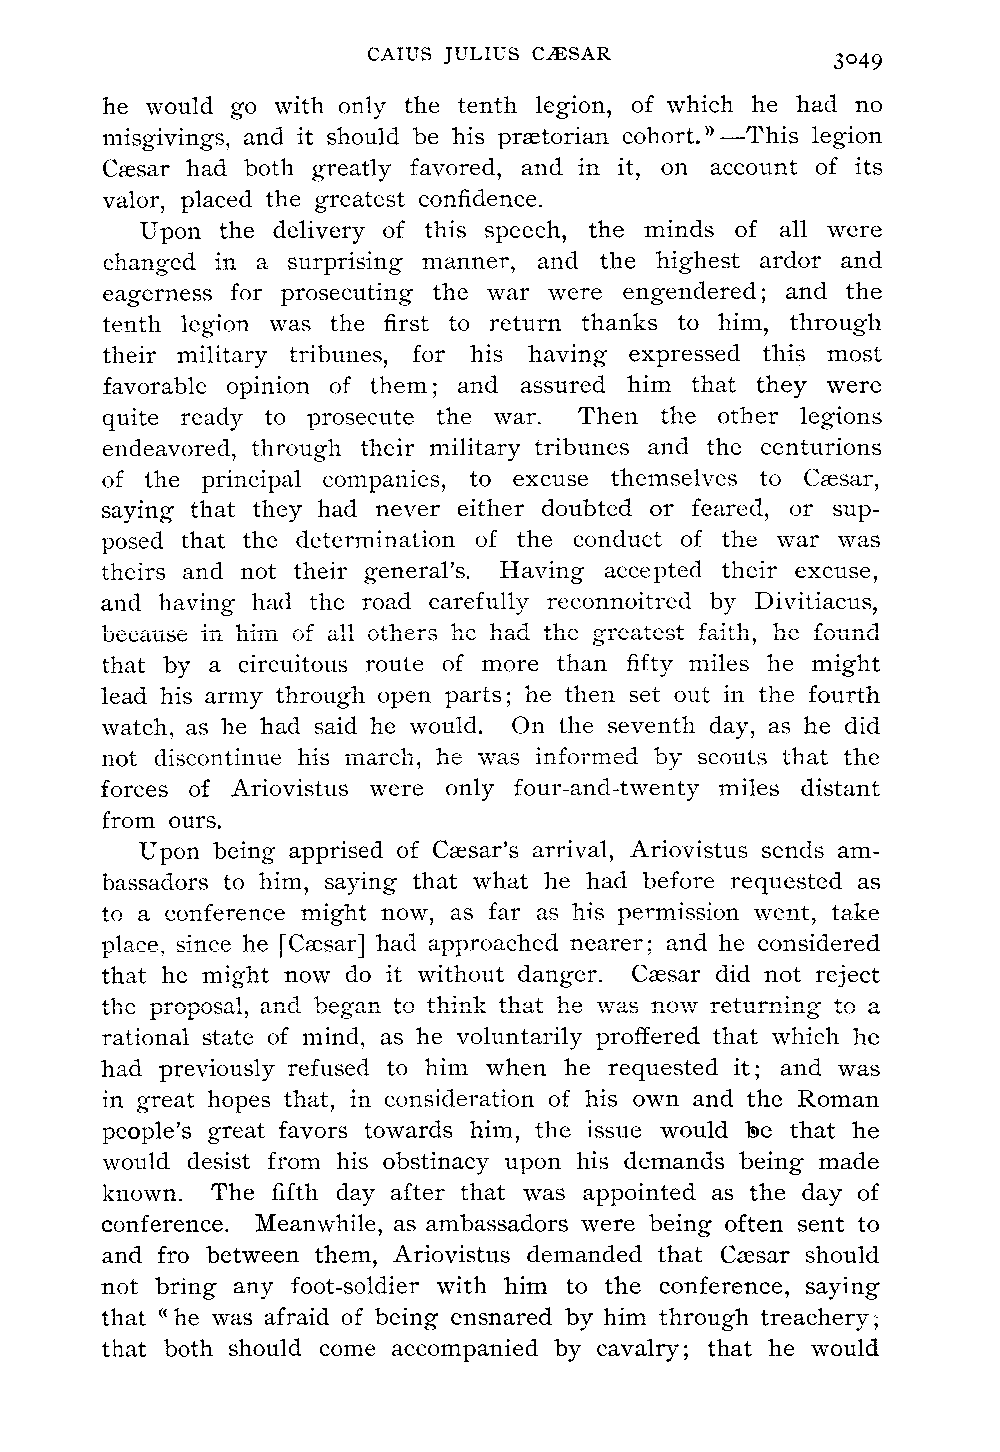 CAIUS JULIUS CÆSAR
3049
he would go with only the tenth legion, of which he had no
misgivings, and it should be his prætorian cohort.»—This legion
Cæsar had both greatly favored, and in it, on account of its
valor, placed the greatest confidence.
Upon the delivery of this speech, the minds of all were
changed in a surprising manner, and the highest ardor and
eagerness for prosecuting the war were engendered; and the
tenth legion was the first to return thanks to him, through
their military tribunes, for his having expressed this most
favorable opinion of them; and assured him that they were
quite ready to prosecute the war. Then the other legions
endeavored, through their military tribunes and the centurions
of the principal companies, to excuse themselves to Cæsar,
saying that they had never either doubted or feared, or sup-
posed that the determination of the conduct of the war was
theirs and not their general's. Having accepted their excuse,
and having had the road carefully reconnoitred by Divitiacus,
because in him of all others he had the greatest faith, he found
that by a circuitous route of more than fifty miles he might
lead his army through open parts; he then set out in the fourth
watch, as he had said he would. On the seventh day, as he did
not discontinue his march, he was informed by scouts that the
forces of Ariovistus were only four-and-twenty miles distant
from ours.
Upon being apprised of Cæsar's arrival, Ariovistus sends am-
bassadors to him, saying that what he had before requested as
to a conference might now, as far as his permission went, take
place, since he [Cæsar] had approached nearer; and he considered
that he might now do it without danger. Cæsar did not reject
the proposal, and began to think that he was now returning to a
rational state of mind, as he voluntarily proffered that which he
had previously refused to him when he requested it; and was
in great hopes that, in consideration of his own and the Roman
people's great favors towards him, the issue would be that he
would desist from his obstinacy upon his demands being made
known. The fifth day after that was appointed as the day of
conference. Meanwhile, as ambassadors were being often sent to
and fro between them, Ariovistus demanded that Cæsar should
not bring any foot-soldier with him to the conference, saying
that «he was afraid of being ensnared by him through treachery;
that both should come accompanied by cavalry; that he would